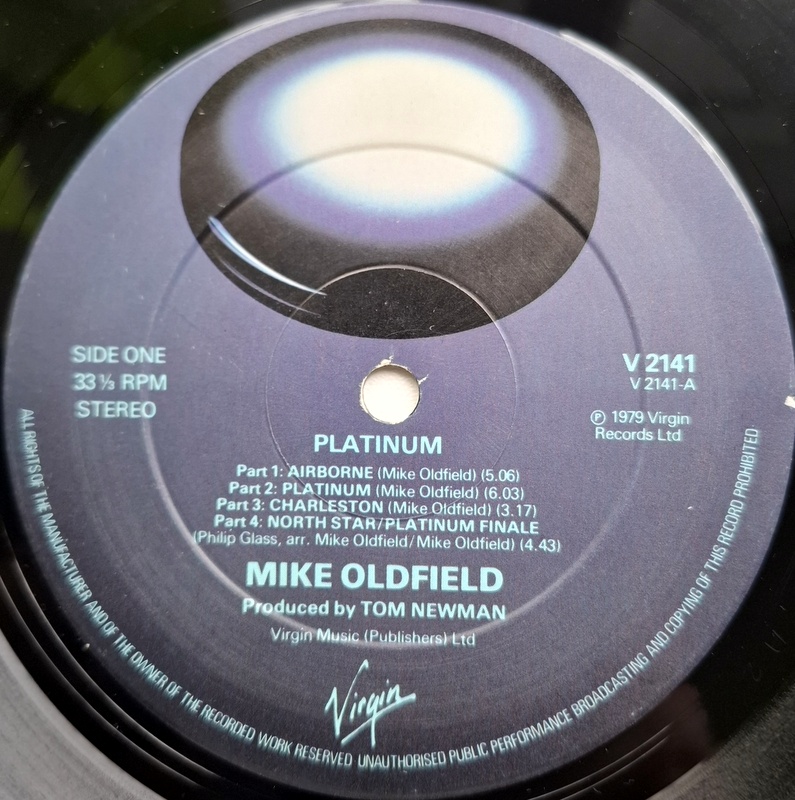 SIDE ONE
33 ⅓ RPM
STEREO
V 2141
V 2141-A
℗ 1979 Virgin
Records Ltd
PLATINUM
Part 1: AIRBORNE (Mike Oldfield) (5.06)
Part 2: PLATINUM (Mike Oldfield) (6.03)
Part 3: CHARLESTON (Mike Oldfield) (3.17)
Part 4: NORTH STAR/PLATINUM FINALE
(Philip Glass, arr. Mike Oldfield/Mike Oldfield) (4.43)
MIKE OLDFIELD
Produced by TOM NEWMAN
Virgin Music (Publishers) Ltd
Virgin
ALL RIGHTS OF THE MANUFACTURER AND OF THE OWNER OF THE RECORDED WORK RESERVED UNAUTHORISED PUBLIC PERFORMANCE BROADCASTING AND COPYING OF THIS RECORD PROHIBITED